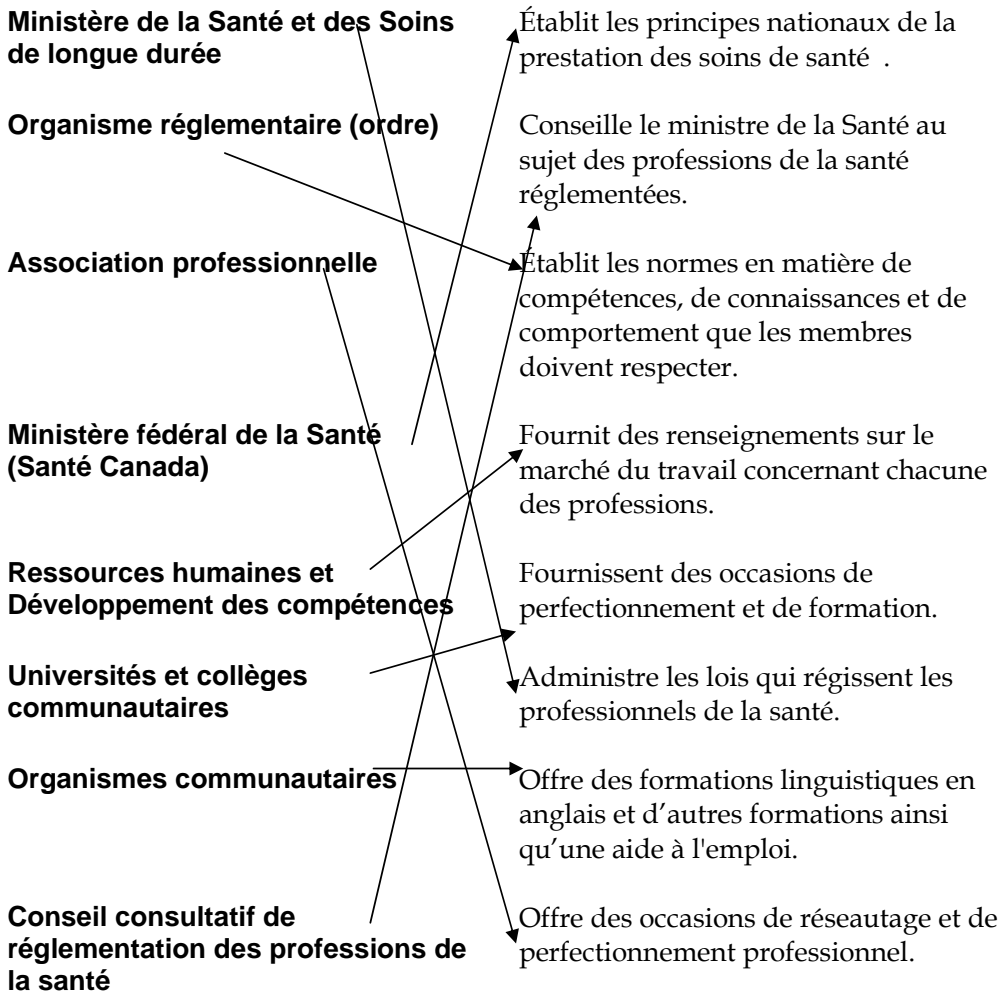 Ministère de la Santé et des Soins
de longue durée
Établit les principes nationaux de la
prestation des soins de santé  .
Organisme réglementaire (ordre)
Conseille le ministre de la Santé au
sujet des professions de la santé
réglementées.
Association professionnelle
Établit les normes en matière de
compétences, de connaissances et de
comportement que les membres
doivent respecter.
Ministère fédéral de la Santé
(Santé Canada)
Fournit des renseignements sur le
marché du travail concernant chacune
des professions.
Ressources humaines et
Développement des compétences
Fournissent des occasions de
perfectionnement et de formation.
Universités et collèges
communautaires
Administre les lois qui régissent les
professionnels de la santé.
Organismes communautaires
Offre des formations linguistiques en
anglais et d’autres formations ainsi
qu’une aide à l'emploi.
Conseil consultatif de
réglementation des professions de
la santé
Offre des occasions de réseautage et de
perfectionnement professionnel.